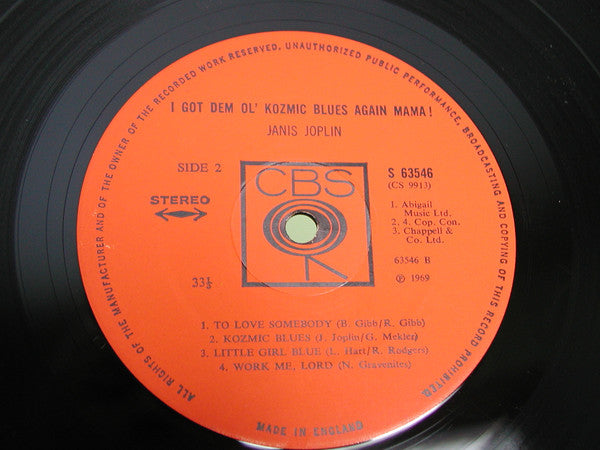 ALL RIGHTS OF THE MANUFACTURER AND OF THE OWNER OF THE RECORDED WORK RESERVED. UNAUTHORIZED PUBLIC PERFORMANCE, BROADCASTING AND COPYING OF THIS RECORD PROHIBITED.
I GOT DEM OL' KOZMIC BLUES AGAIN MAMA!
JANIS JOPLIN
SIDE 2
STEREO
33⅓
CBS
S 63546
(CS 9913)
1. Abigail
Music Ltd.
2. 4. Cop. Con.
3. Chappell &
Co. Ltd.
63546 B
℗ 1969
1. TO LOVE SOMEBODY (B. Gibb/R. Gibb)
2. KOZMIC BLUES (J. Joplin/G. Mekler)
3. LITTLE GIRL BLUE (L. Hart/R. Rodgers)
4. WORK ME, LORD (N. Gravenites)
MADE IN ENGLAND